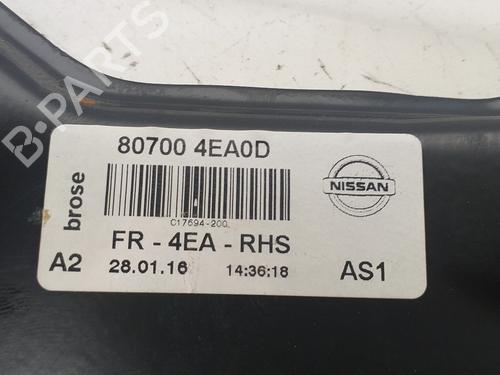 B-PARTS
80700 4EA0D
brose
C17694-200
NISSAN
FR - 4EA - RHS
A2
28.01.16
14:36:18
AS1